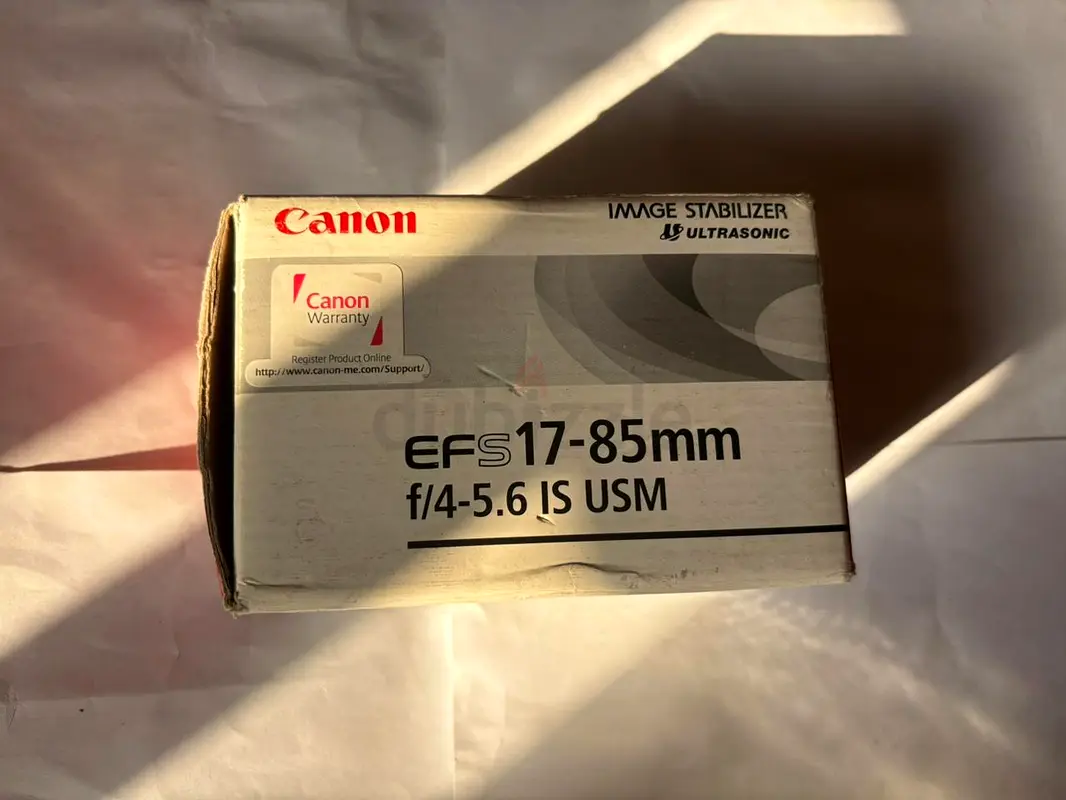 Canon
IMAGE STABILIZER
ULTRASONIC
Canon
Warranty
Register Product Online
http://www.canon-me.com/Support/
dubizzle
EFS17-85mm
f/4-5.6 IS USM